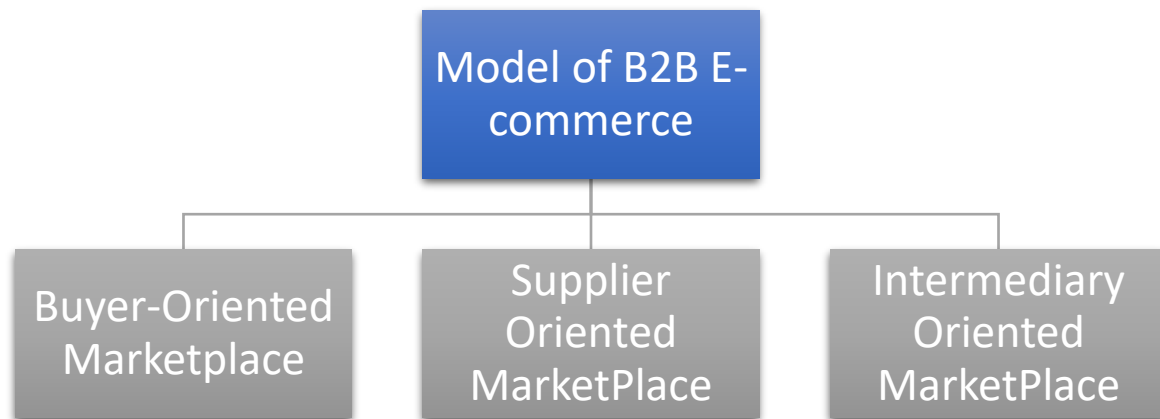 Model of B2B E-
commerce
Buyer-Oriented
Marketplace
Supplier
Oriented
MarketPlace
Intermediary
Oriented
MarketPlace